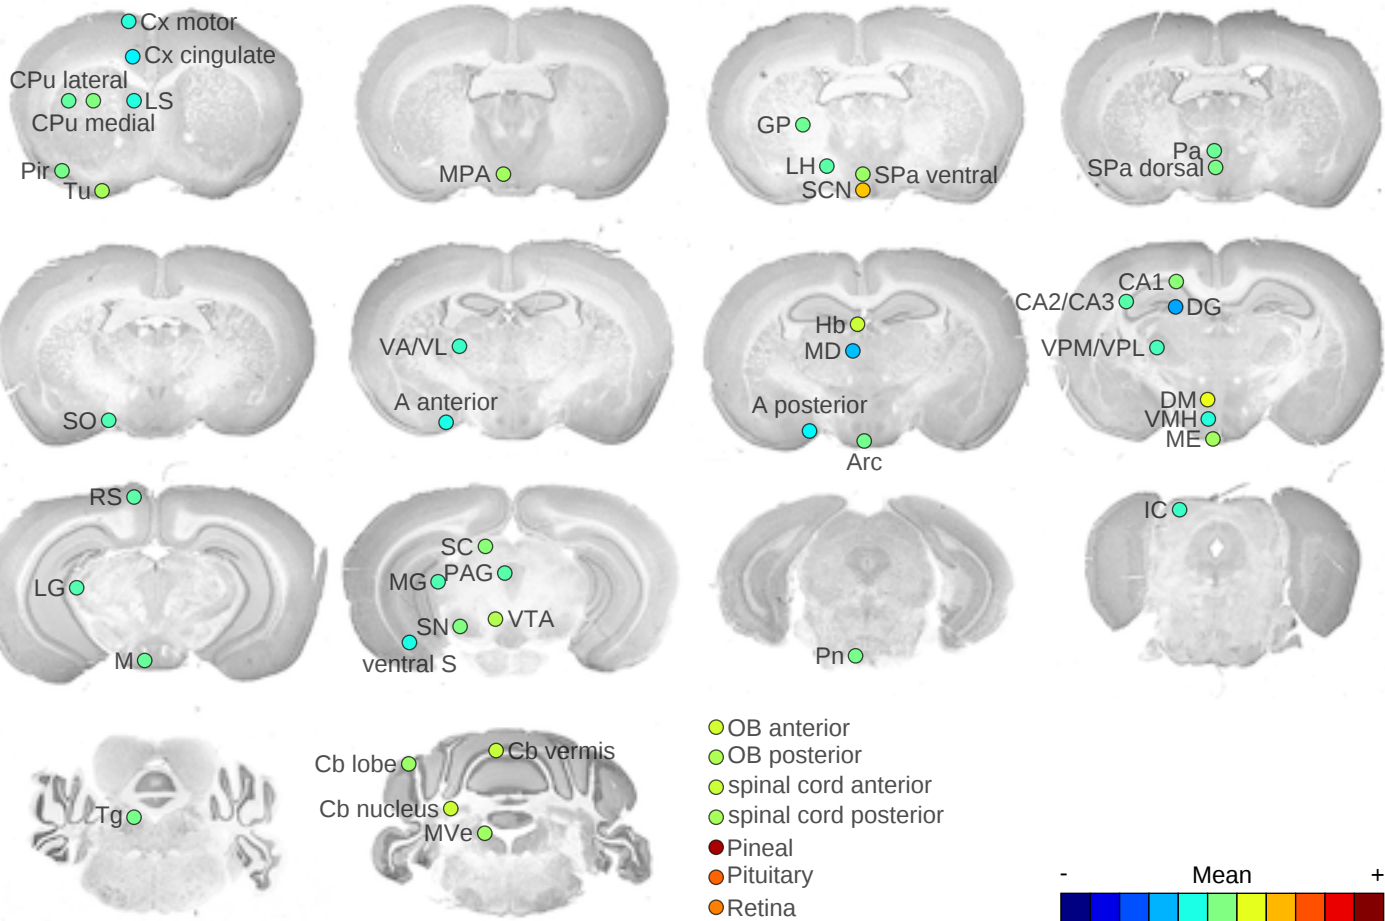 Cx motor
Cx cingulate
CPu lateral
LS
CPu medial
Pir
Tu
MPA
GP
LH
SPa ventral
SCN
Pa
SPa dorsal
SO
VA/VL
A anterior
Hb
MD
A posterior
Arc
CA1
CA2/CA3
DG
VPM/VPL
DM
VMH
ME
RS
LG
M
SC
MG
PAG
SN
VTA
ventral S
Pn
IC
Tg
Cb lobe
Cb vermis
Cb nucleus
MVe
OB anterior
OB posterior
spinal cord anterior
spinal cord posterior
Pineal
Pituitary
Retina
- Mean +